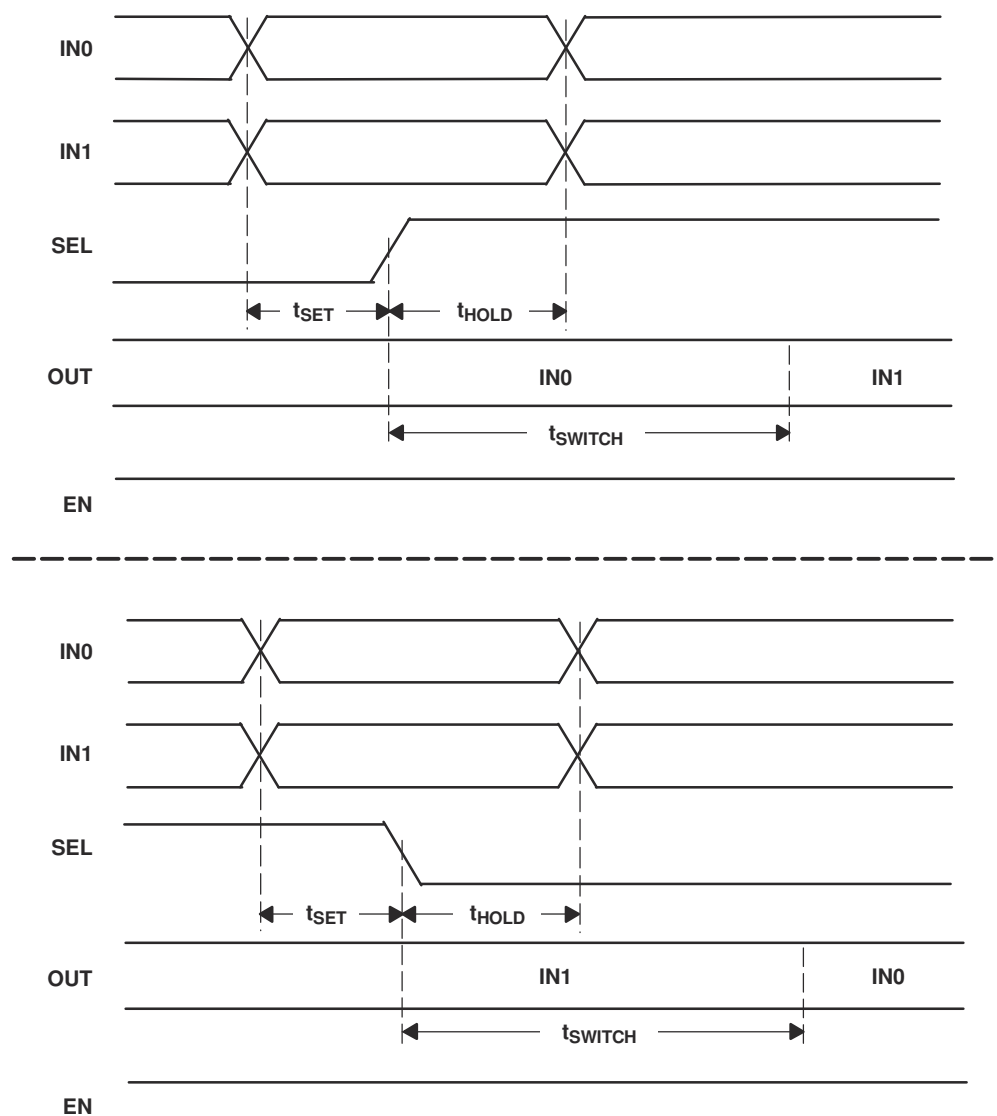 IN0
IN1
SEL
tSET tHOLD
OUT IN0 IN1
tSWITCH
EN
IN0
IN1
SEL
tSET tHOLD
OUT IN1 IN0
tSWITCH
EN